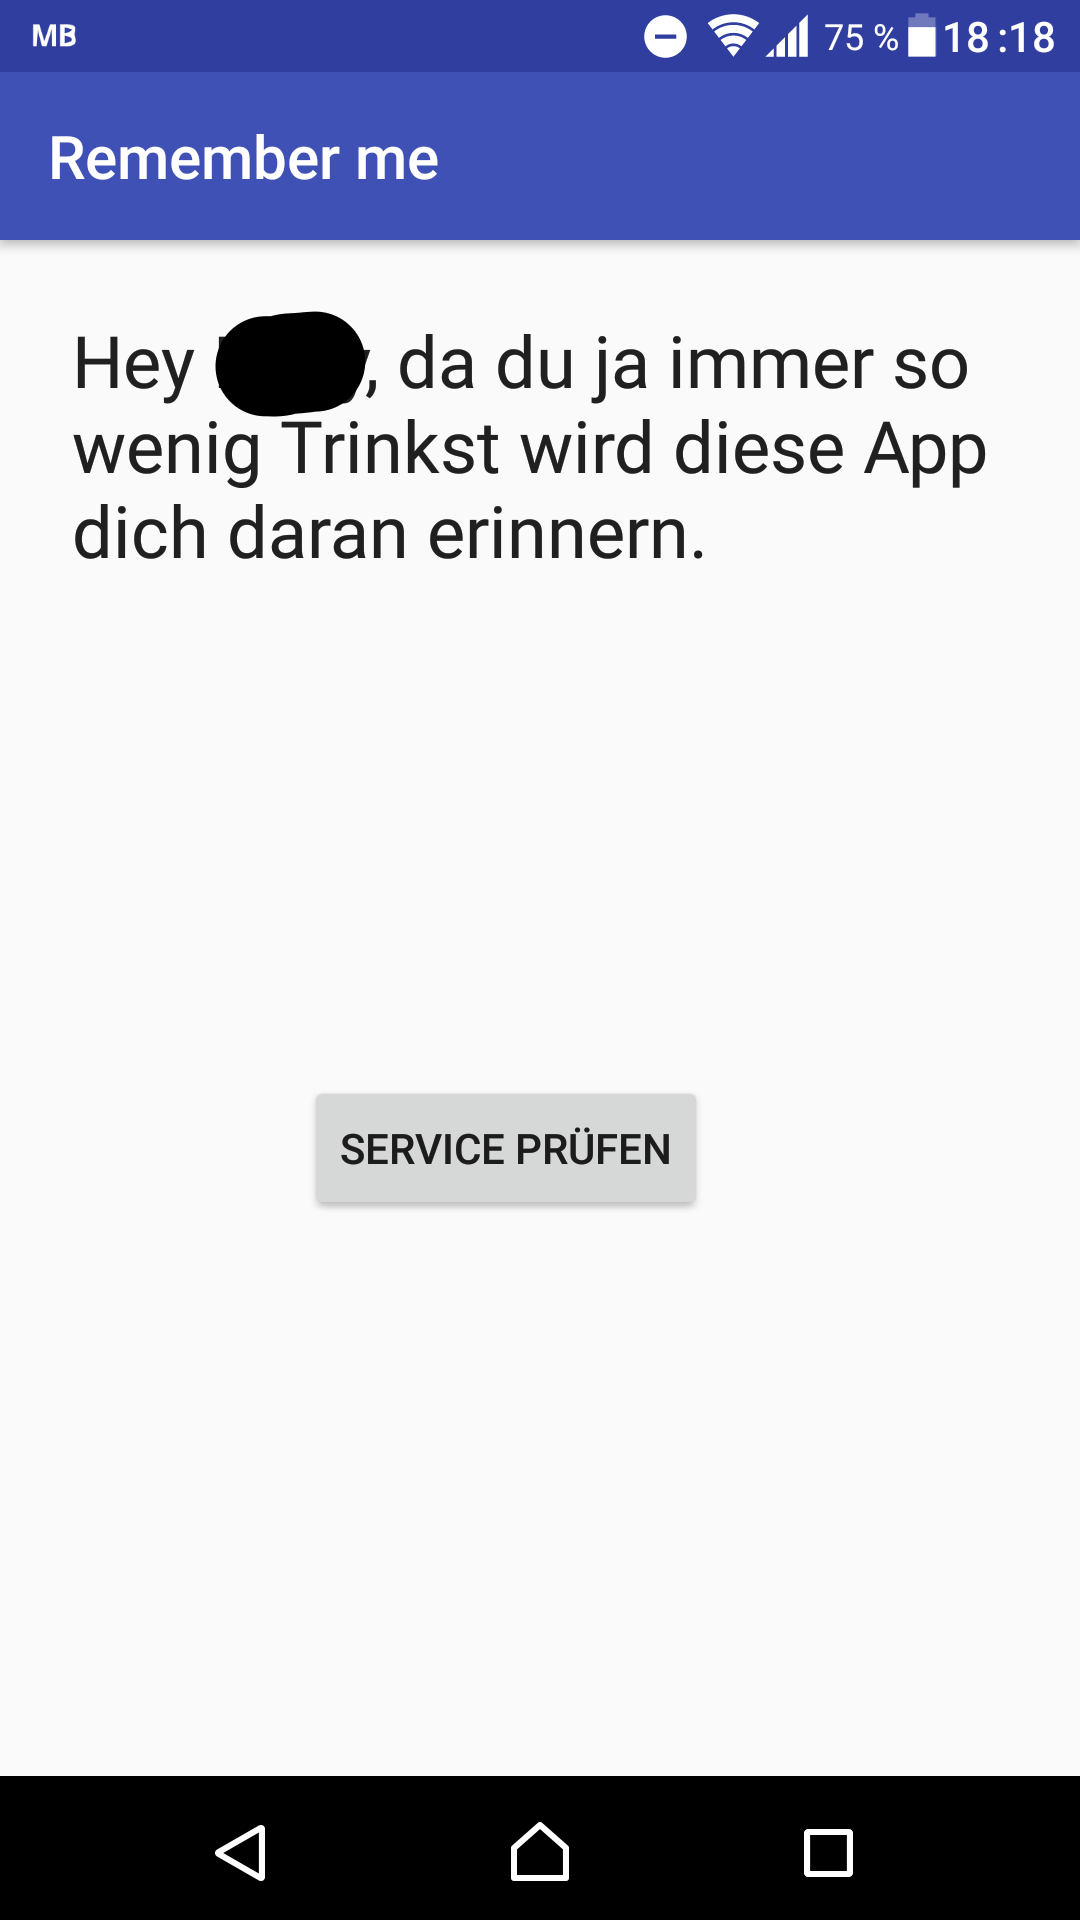 MB
75 %
18:18
Remember me
Hey , da du ja immer so
wenig Trinkst wird diese App
dich daran erinnern.
SERVICE PRÜFEN